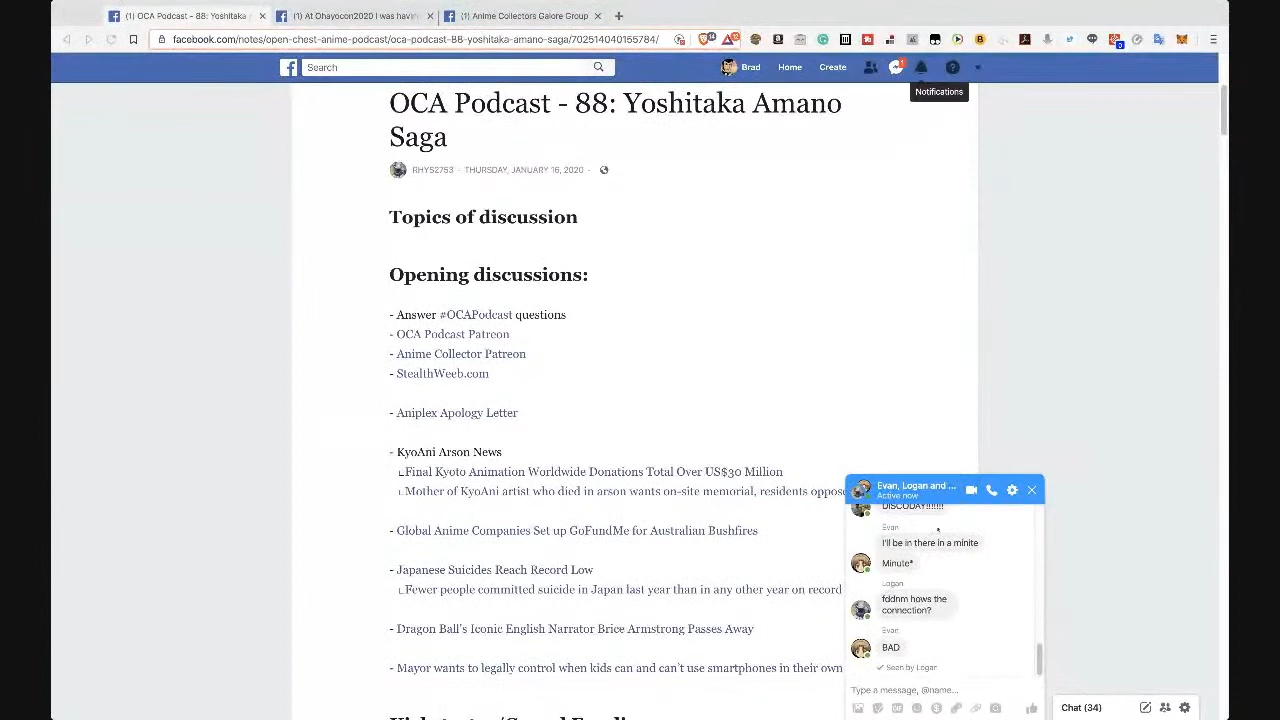 (1) OCA Podcast - 88: Yoshitaka
(1) At Ohayocon2020 I was havin
(1) Anime Collectors Galore Group
facebook.com/notes/open-chest-anime-podcast/oca-podcast-88-yoshitaka-amano-saga/702514040165784/
Search
Brad
Home
Create
Notifications
OCA Podcast - 88: Yoshitaka Amano
Saga
RHYS2753 · THURSDAY, JANUARY 16, 2020 ·
Topics of discussion
Opening discussions:
- Answer #OCAPodcast questions
- OCA Podcast Patreon
- Anime Collector Patreon
- StealthWeeb.com
- Aniplex Apology Letter
- KyoAni Arson News
Final Kyoto Animation Worldwide Donations Total Over US$30 Million
Mother of KyoAni artist who died in arson wants on-site memorial, residents oppose
- Global Anime Companies Set up GoFundMe for Australian Bushfires
- Japanese Suicides Reach Record Low
Fewer people committed suicide in Japan last year than in any other year on record
- Dragon Ball's Iconic English Narrator Brice Armstrong Passes Away
- Mayor wants to legally control when kids can and can't use smartphones in their own
Evan, Logan and ...
Active now
DISCODAY!!!!!!!
Evan
I'll be in there in a minite
Minute*
Logan
fddnm hows the
connection?
Evan
BAD
Seen by Logan
Type a message, @name...
Chat (34)